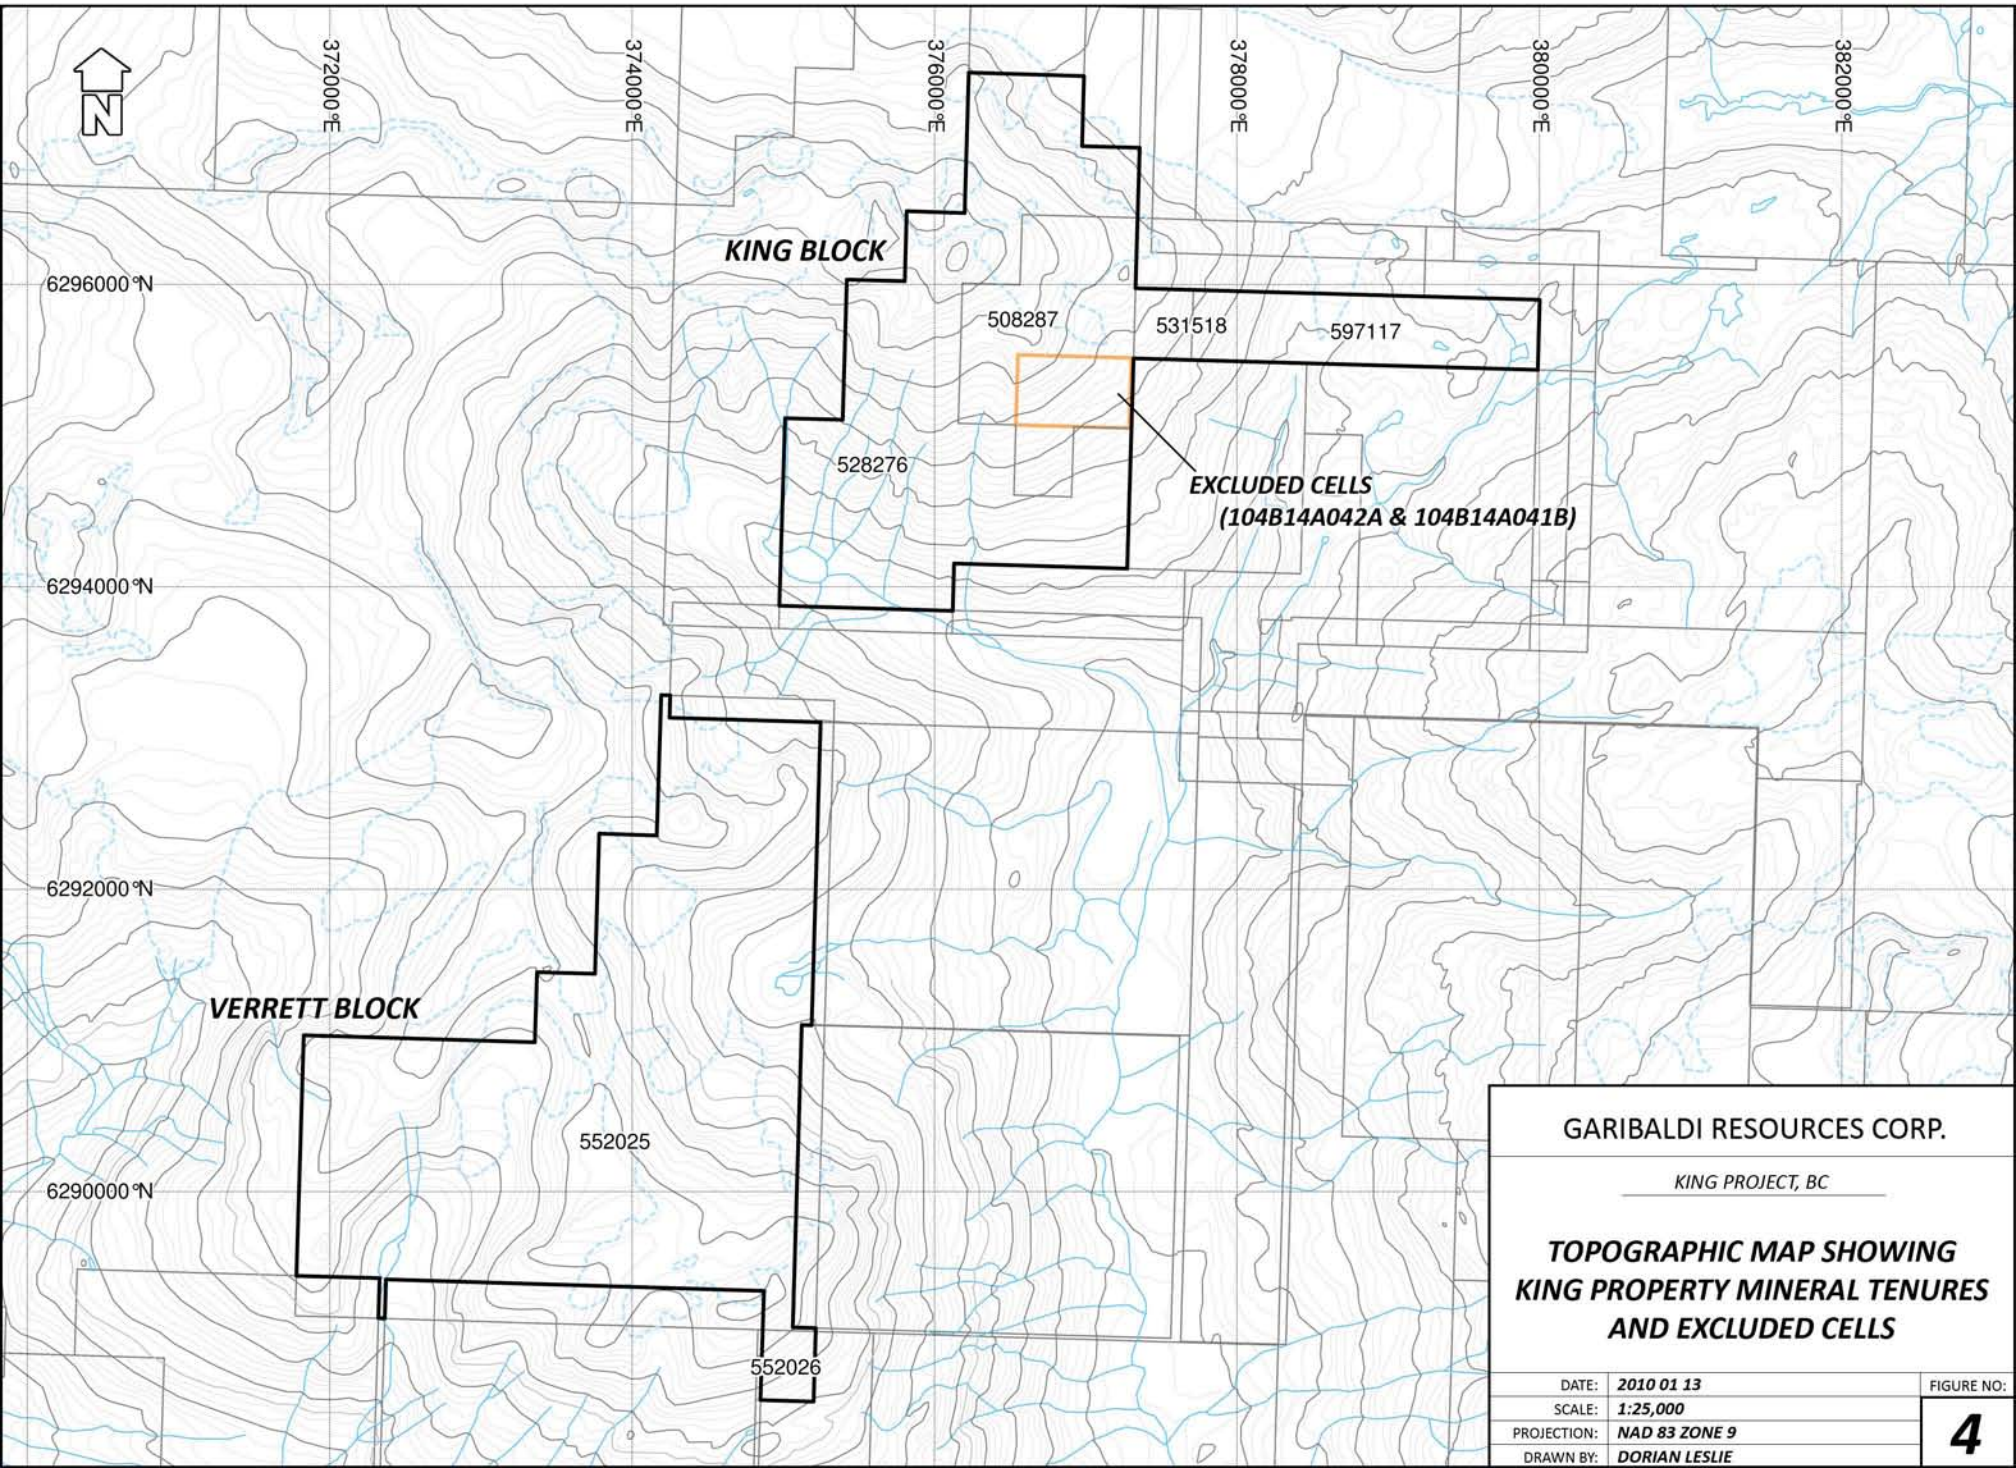 N
372000°E
374000°E
376000°E
378000°E
380000°E
382000°E
KING BLOCK
6296000°N
508287
531518
597117
528276
EXCLUDED CELLS
(104B14A042A & 104B14A041B)
6294000°N
6292000°N
VERRETT BLOCK
552025
6290000°N
552026
GARIBALDI RESOURCES CORP.
KING PROJECT, BC
TOPOGRAPHIC MAP SHOWING
KING PROPERTY MINERAL TENURES
AND EXCLUDED CELLS
DATE: 2010 01 13
FIGURE NO:
SCALE: 1:25,000
PROJECTION: NAD 83 ZONE 9
4
DRAWN BY: DORIAN LESLIE